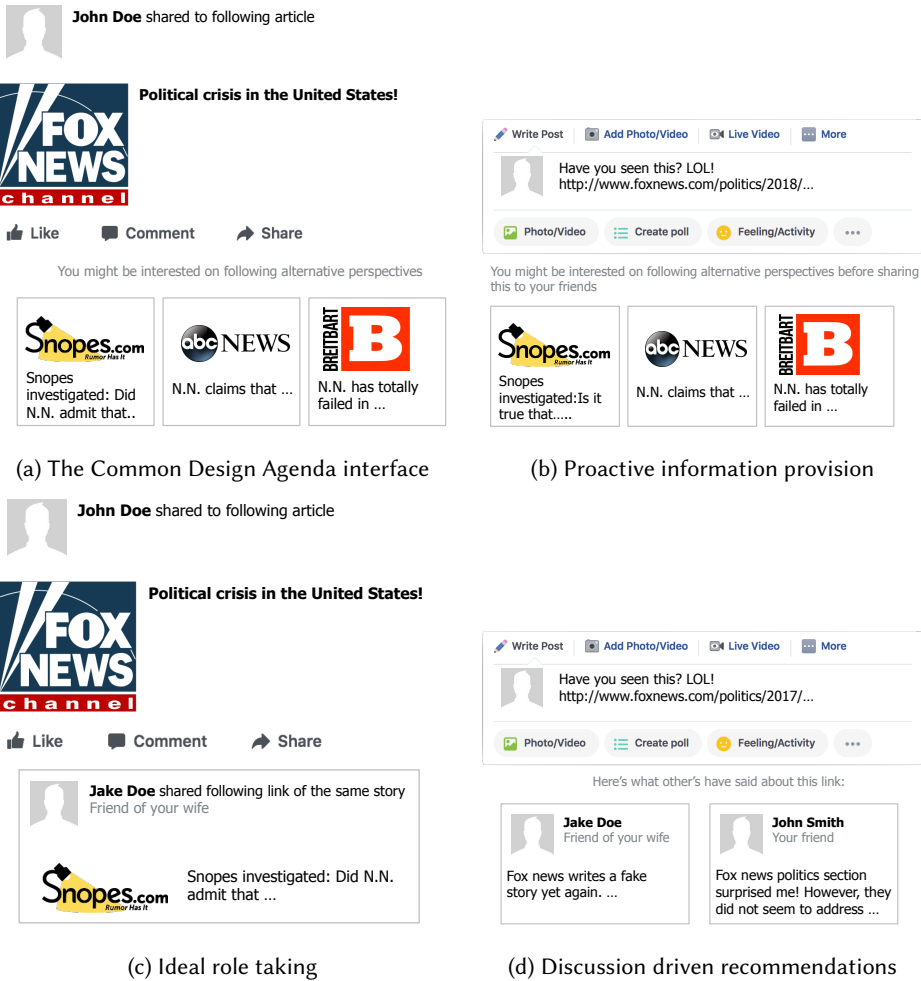 John Doe shared to following article
FOX
NEWS
channel
Political crisis in the United States!
Like Comment Share
You might be interested on following alternative perspectives
Snopes.com
Rumor Has It
Snopes
investigated: Did
N.N. admit that..
abc NEWS
N.N. claims that ...
BREITBART
B
N.N. has totally
failed in ...
(a) The Common Design Agenda interface
Write Post Add Photo/Video Live Video More
Have you seen this? LOL!
http://www.foxnews.com/politics/2018/...
Photo/Video Create poll Feeling/Activity
You might be interested on following alternative perspectives before sharing
this to your friends
Snopes.com
Rumor Has It
Snopes
investigated:Is it
true that.....
abc NEWS
N.N. claims that ...
BREITBART
B
N.N. has totally
failed in ...
(b) Proactive information provision
John Doe shared to following article
FOX
NEWS
channel
Political crisis in the United States!
Like Comment Share
Jake Doe shared following link of the same story
Friend of your wife
Snopes.com
Rumor Has It
Snopes investigated: Did N.N.
admit that ...
(c) Ideal role taking
Write Post Add Photo/Video Live Video More
Have you seen this? LOL!
http://www.foxnews.com/politics/2017/...
Photo/Video Create poll Feeling/Activity
Here's what other's have said about this link:
Jake Doe
Friend of your wife
Fox news writes a fake
story yet again. ...
John Smith
Your friend
Fox news politics section
surprised me! However, they
did not seem to address ...
(d) Discussion driven recommendations